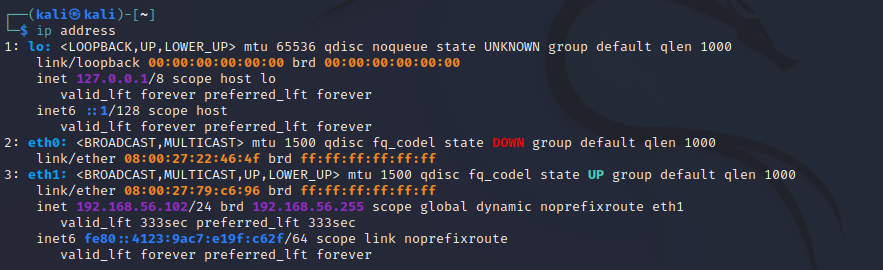 ┌──(kali㉿kali)-[~]
└─$ ip address
1: lo: <LOOPBACK,UP,LOWER_UP> mtu 65536 qdisc noqueue state UNKNOWN group default qlen 1000
    link/loopback 00:00:00:00:00:00 brd 00:00:00:00:00:00
    inet 127.0.0.1/8 scope host lo
       valid_lft forever preferred_lft forever
    inet6 ::1/128 scope host
       valid_lft forever preferred_lft forever
2: eth0: <BROADCAST,MULTICAST> mtu 1500 qdisc fq_codel state DOWN group default qlen 1000
    link/ether 08:00:27:22:46:4f brd ff:ff:ff:ff:ff:ff
3: eth1: <BROADCAST,MULTICAST,UP,LOWER_UP> mtu 1500 qdisc fq_codel state UP group default qlen 1000
    link/ether 08:00:27:79:c6:96 brd ff:ff:ff:ff:ff:ff
    inet 192.168.56.102/24 brd 192.168.56.255 scope global dynamic noprefixroute eth1
       valid_lft 333sec preferred_lft 333sec
    inet6 fe80::4123:9ac7:e19f:c62f/64 scope link noprefixroute
       valid_lft forever preferred_lft forever